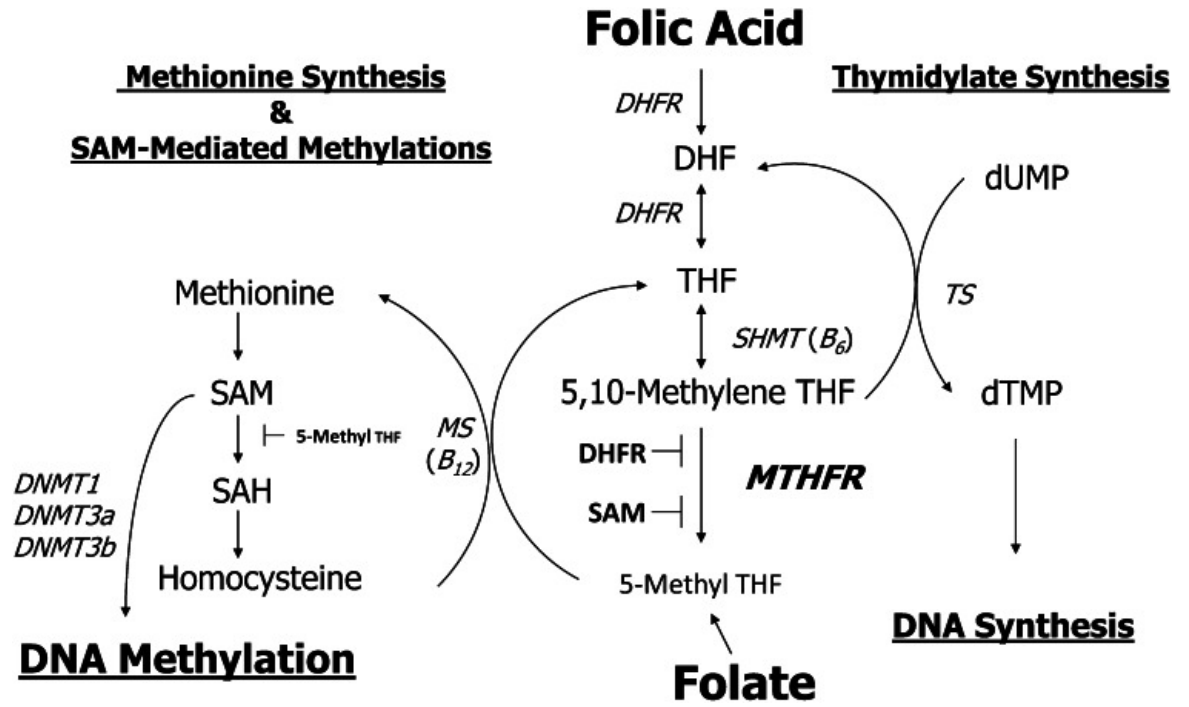 Folic Acid
Methionine Synthesis
&
SAM-Mediated Methylations
Thymidylate Synthesis
DHFR
DHF
dUMP
DHFR
THF
Methionine
TS
SHMT (B6)
SAM
5,10-Methylene THF
dTMP
5-Methyl THF
MS
(B12)
DHFR
MTHFR
SAM
SAH
DNMT1
DNMT3a
DNMT3b
Homocysteine
5-Methyl THF
DNA Synthesis
DNA Methylation
Folate